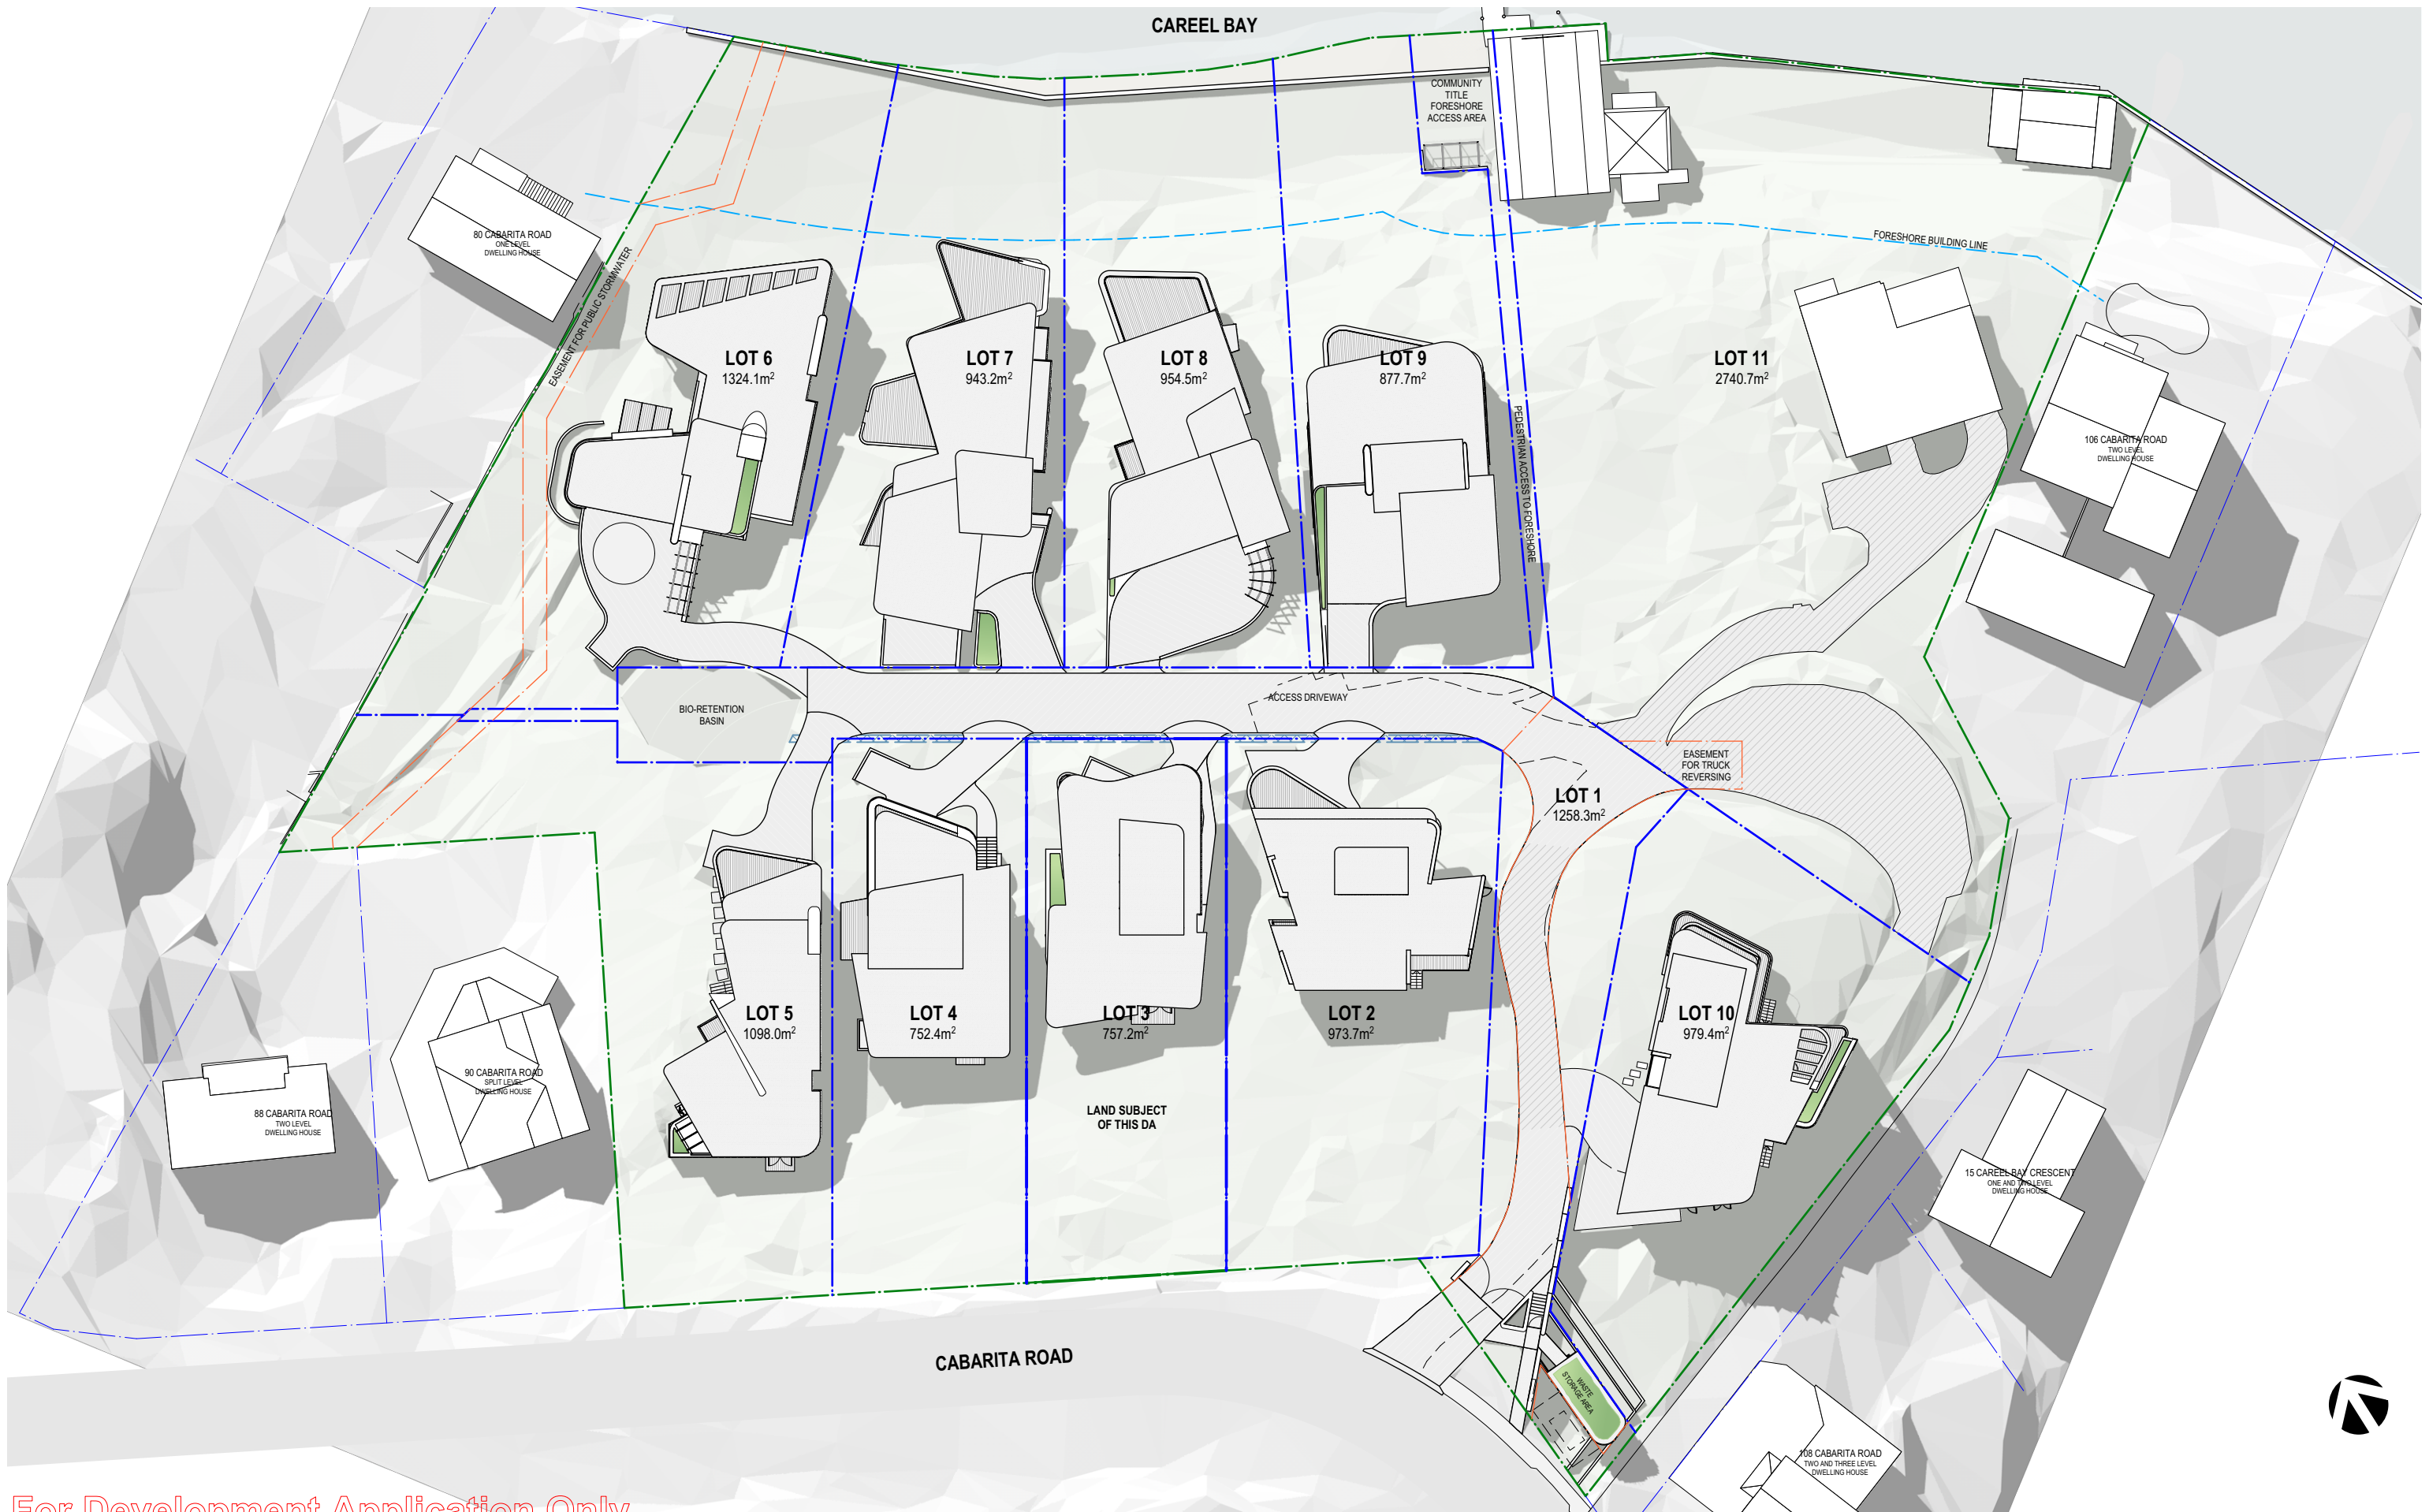 CAREEL BAY
COMMUNITY
TITLE
FORESHORE
ACCESS AREA
80 CABARITA ROAD
ONE LEVEL
DWELLING HOUSE
EASEMENT FOR PUBLIC STORMWATER
FORESHORE BUILDING LINE
LOT 6
1324.1m²
LOT 7
943.2m²
LOT 8
954.5m²
LOT 9
877.7m²
LOT 11
2740.7m²
PEDESTRIAN ACCESS TO FORESHORE
106 CABARITA ROAD
TWO LEVEL
DWELLING HOUSE
BIO-RETENTION
BASIN
ACCESS DRIVEWAY
EASEMENT
FOR TRUCK
REVERSING
LOT 1
1258.3m²
LOT 5
1098.0m²
LOT 4
752.4m²
LOT 3
757.2m²
LOT 2
973.7m²
LOT 10
979.4m²
90 CABARITA ROAD
SPLIT LEVEL
DWELLING HOUSE
88 CABARITA ROAD
TWO LEVEL
DWELLING HOUSE
LAND SUBJECT
OF THIS DA
15 CAREEL BAY CRESCENT
ONE AND TWO LEVEL
DWELLING HOUSE
CABARITA ROAD
WASTE
STORAGE AREA
108 CABARITA ROAD
TWO AND THREE LEVEL
DWELLING HOUSE
For Development Application Only